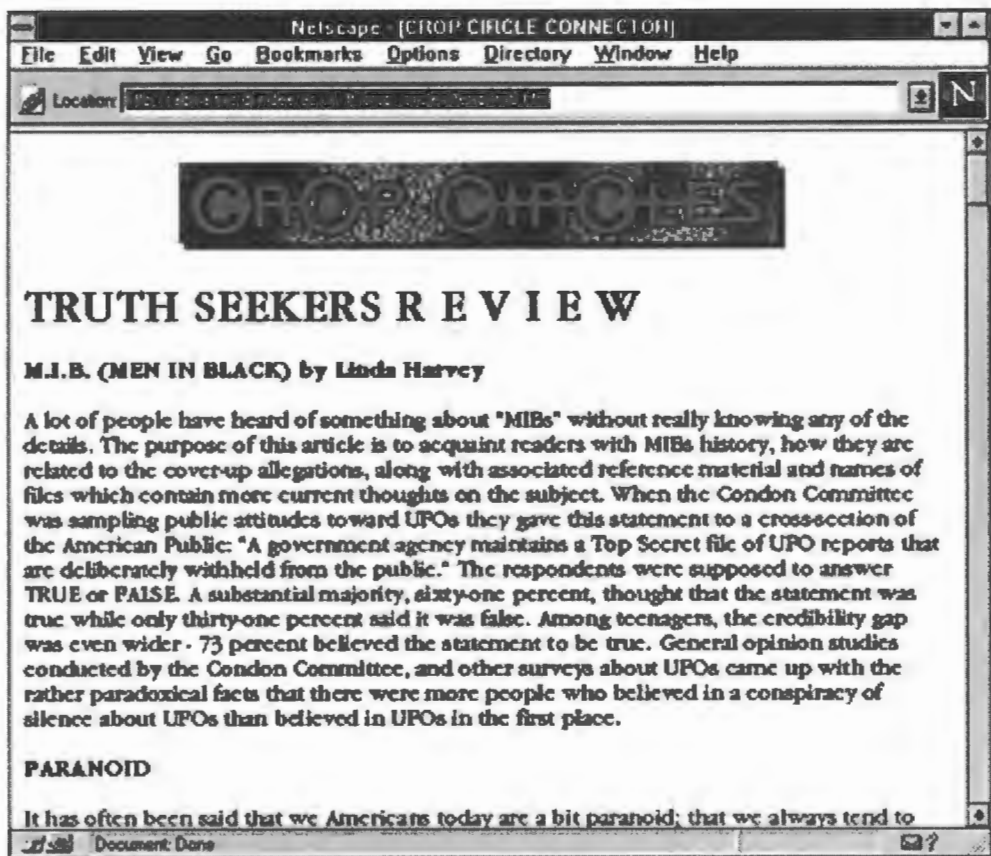 Netscape - [CROP CIRCLE CONNECTOR]
File Edit View Go Bookmarks Options Directory Window Help
Location:
N
CROP CIRCLES
TRUTH SEEKERS R E V I E W
M.I.B. (MEN IN BLACK) by Linda Harvey
A lot of people have heard of something about "MIBs" without really knowing any of the
details. The purpose of this article is to acquaint readers with MIBs history, how they are
related to the cover-up allegations, along with associated reference material and names of
files which contain more current thoughts on the subject. When the Condon Committee
was sampling public attitudes toward UFOs they gave this statement to a cross-section of
the American Public: "A government agency maintains a Top Secret file of UFO reports that
are deliberately withheld from the public." The respondents were supposed to answer
TRUE or FALSE. A substantial majority, sixty-one percent, thought that the statement was
true while only thirty-one percent said it was false. Among teenagers, the credibility gap
was even wider - 73 percent believed the statement to be true. General opinion studies
conducted by the Condon Committee, and other surveys about UFOs came up with the
rather paradoxical facts that there were more people who believed in a conspiracy of
silence about UFOs than believed in UFOs in the first place.
PARANOID
It has often been said that we Americans today are a bit paranoid; that we always tend to
Document: Done
?